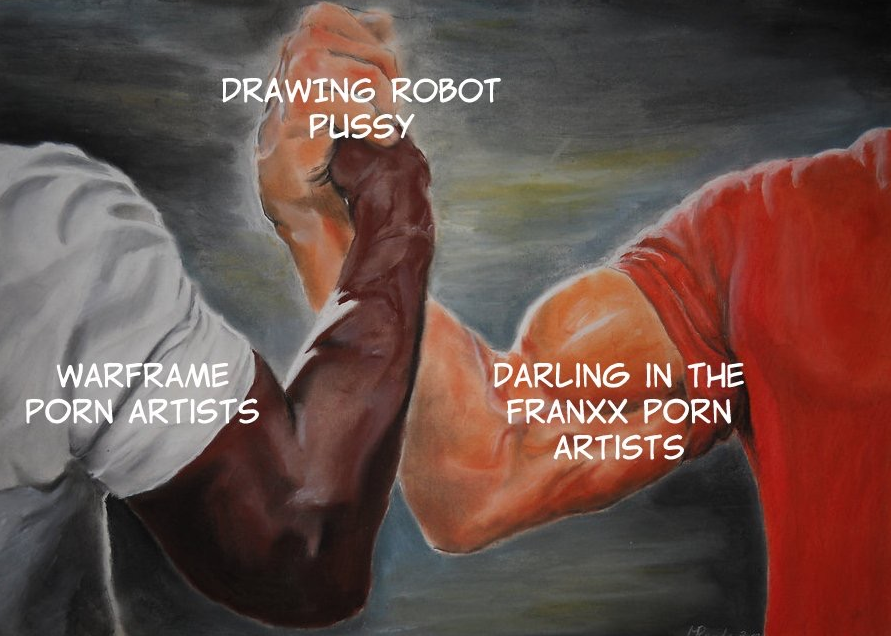 DRAWING ROBOT
PUSSY
WARFRAME
PORN ARTISTS
DARLING IN THE
FRANXX PORN
ARTISTS